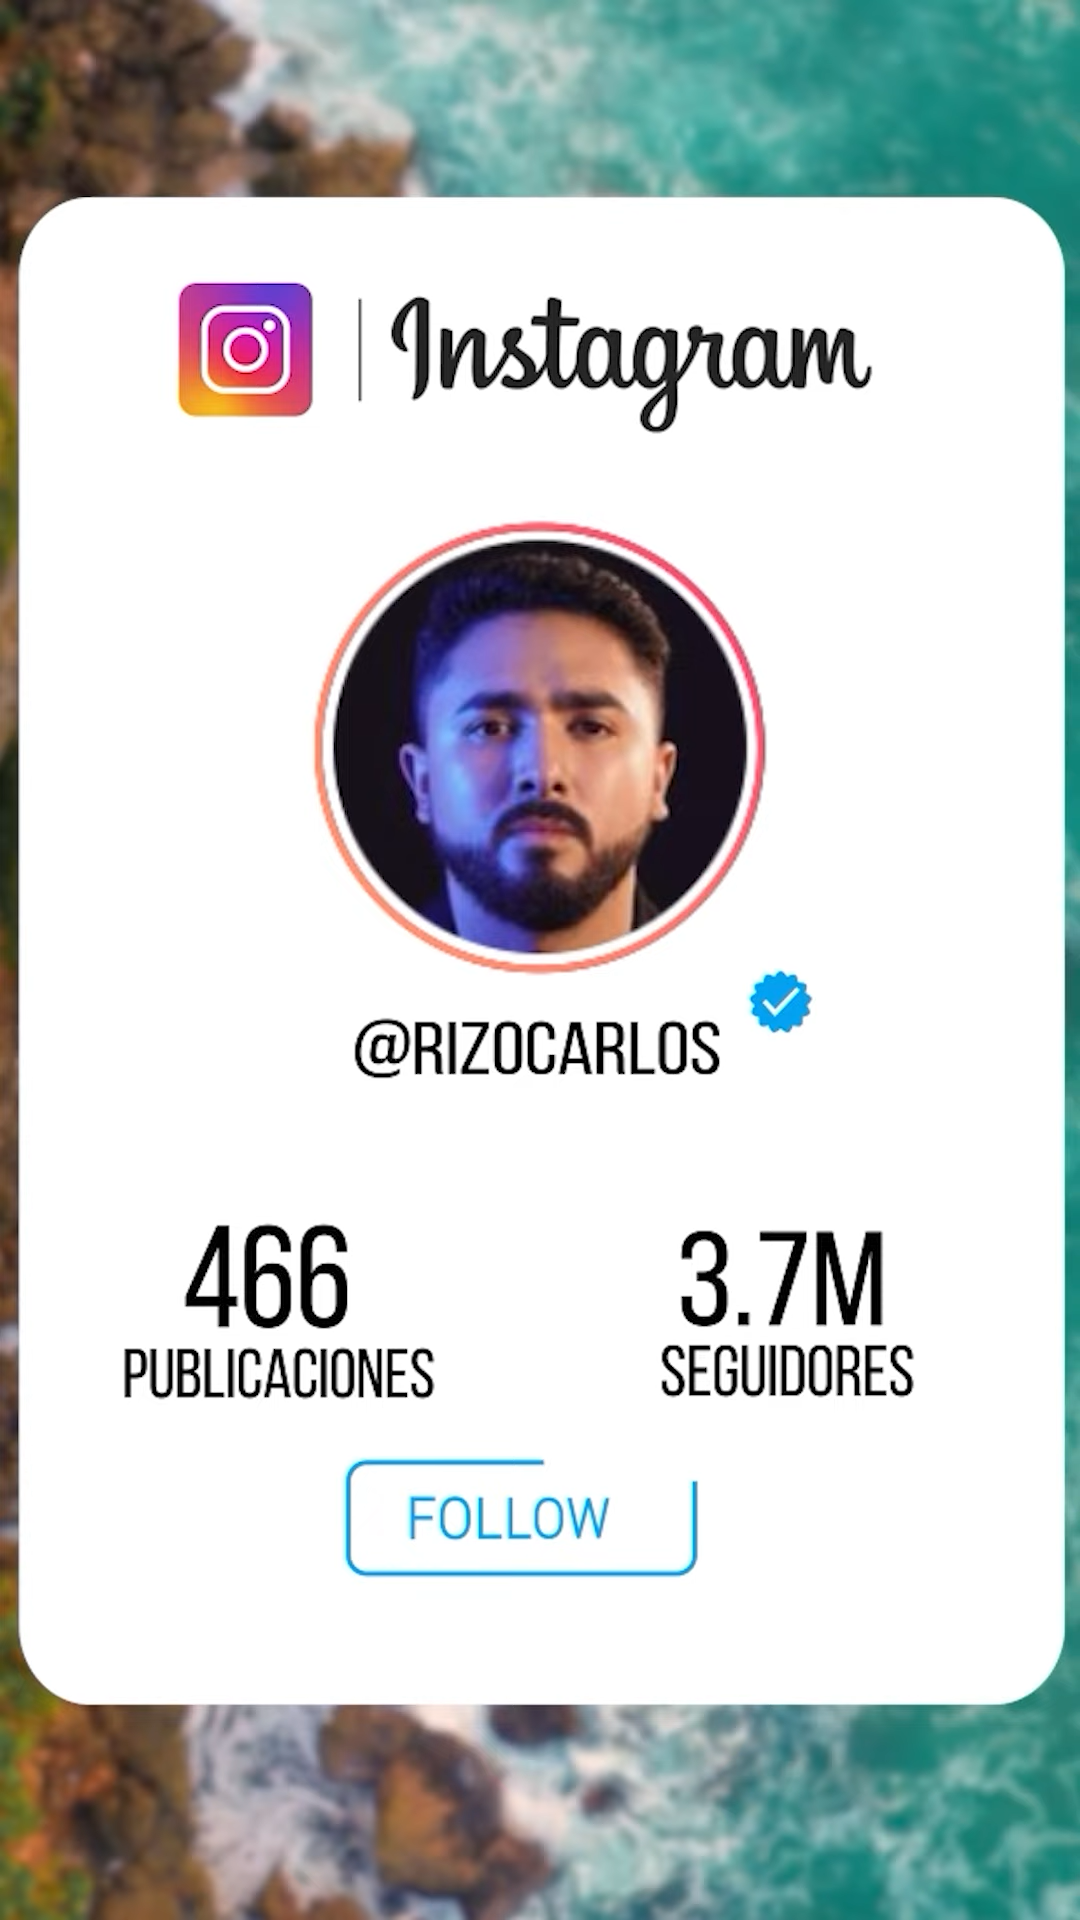 Instagram
@RIZOCARLOS
466
PUBLICACIONES
3.7M
SEGUIDORES
FOLLOW